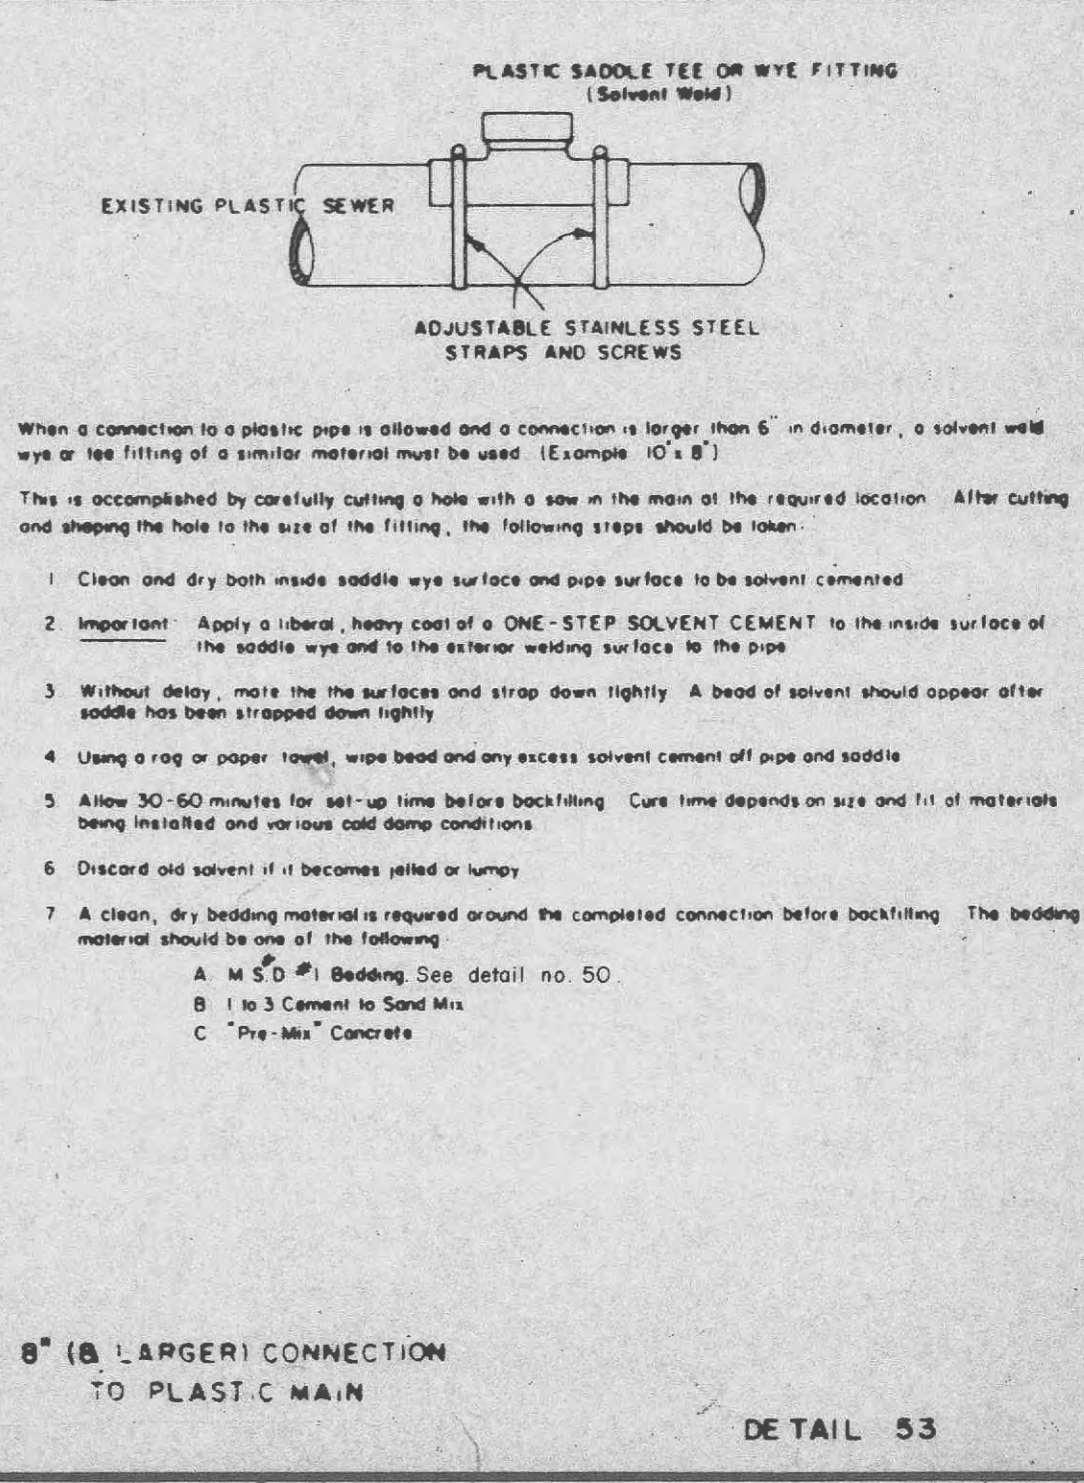 PLASTIC SADDLE TEE OR WYE FITTING
(Solvent Weld)
EXISTING PLASTIC SEWER
ADJUSTABLE STAINLESS STEEL
STRAPS AND SCREWS
When a connection to a plastic pipe is allowed and a connection is larger than 6" in diameter, a solvent weld
wye or tee fitting of a similar material must be used (Example 10"x 8")
This is accomplished by carefully cutting a hole with a saw in the main at the required location After cutting
and shaping the hole to the size of the fitting, the following steps should be taken:
1 Clean and dry both inside saddle wye surface and pipe surface to be solvent cemented
2 Important: Apply a liberal, heavy coat of a ONE-STEP SOLVENT CEMENT to the inside surface of
the saddle wye and to the exterior welding surface to the pipe
3 Without delay, mate the the surfaces and strap down tightly A bead of solvent should appear after
saddle has been strapped down tightly
4 Using a rag or paper towel, wipe bead and any excess solvent cement off pipe and saddle
5 Allow 30-60 minutes for set-up time before backfilling Cure time depends on size and fit of materials
being installed and various cold damp conditions
6 Discard old solvent if it becomes jelled or lumpy
7 A clean, dry bedding material is required around the completed connection before backfilling The bedding
material should be one of the following:
A. M.S.D #1 Bedding. See detail no. 50.
B 1 to 3 Cement to Sand Mix
C "Pre-Mix" Concrete
8" (& LARGER) CONNECTION
TO PLASTIC MAIN
DETAIL 53